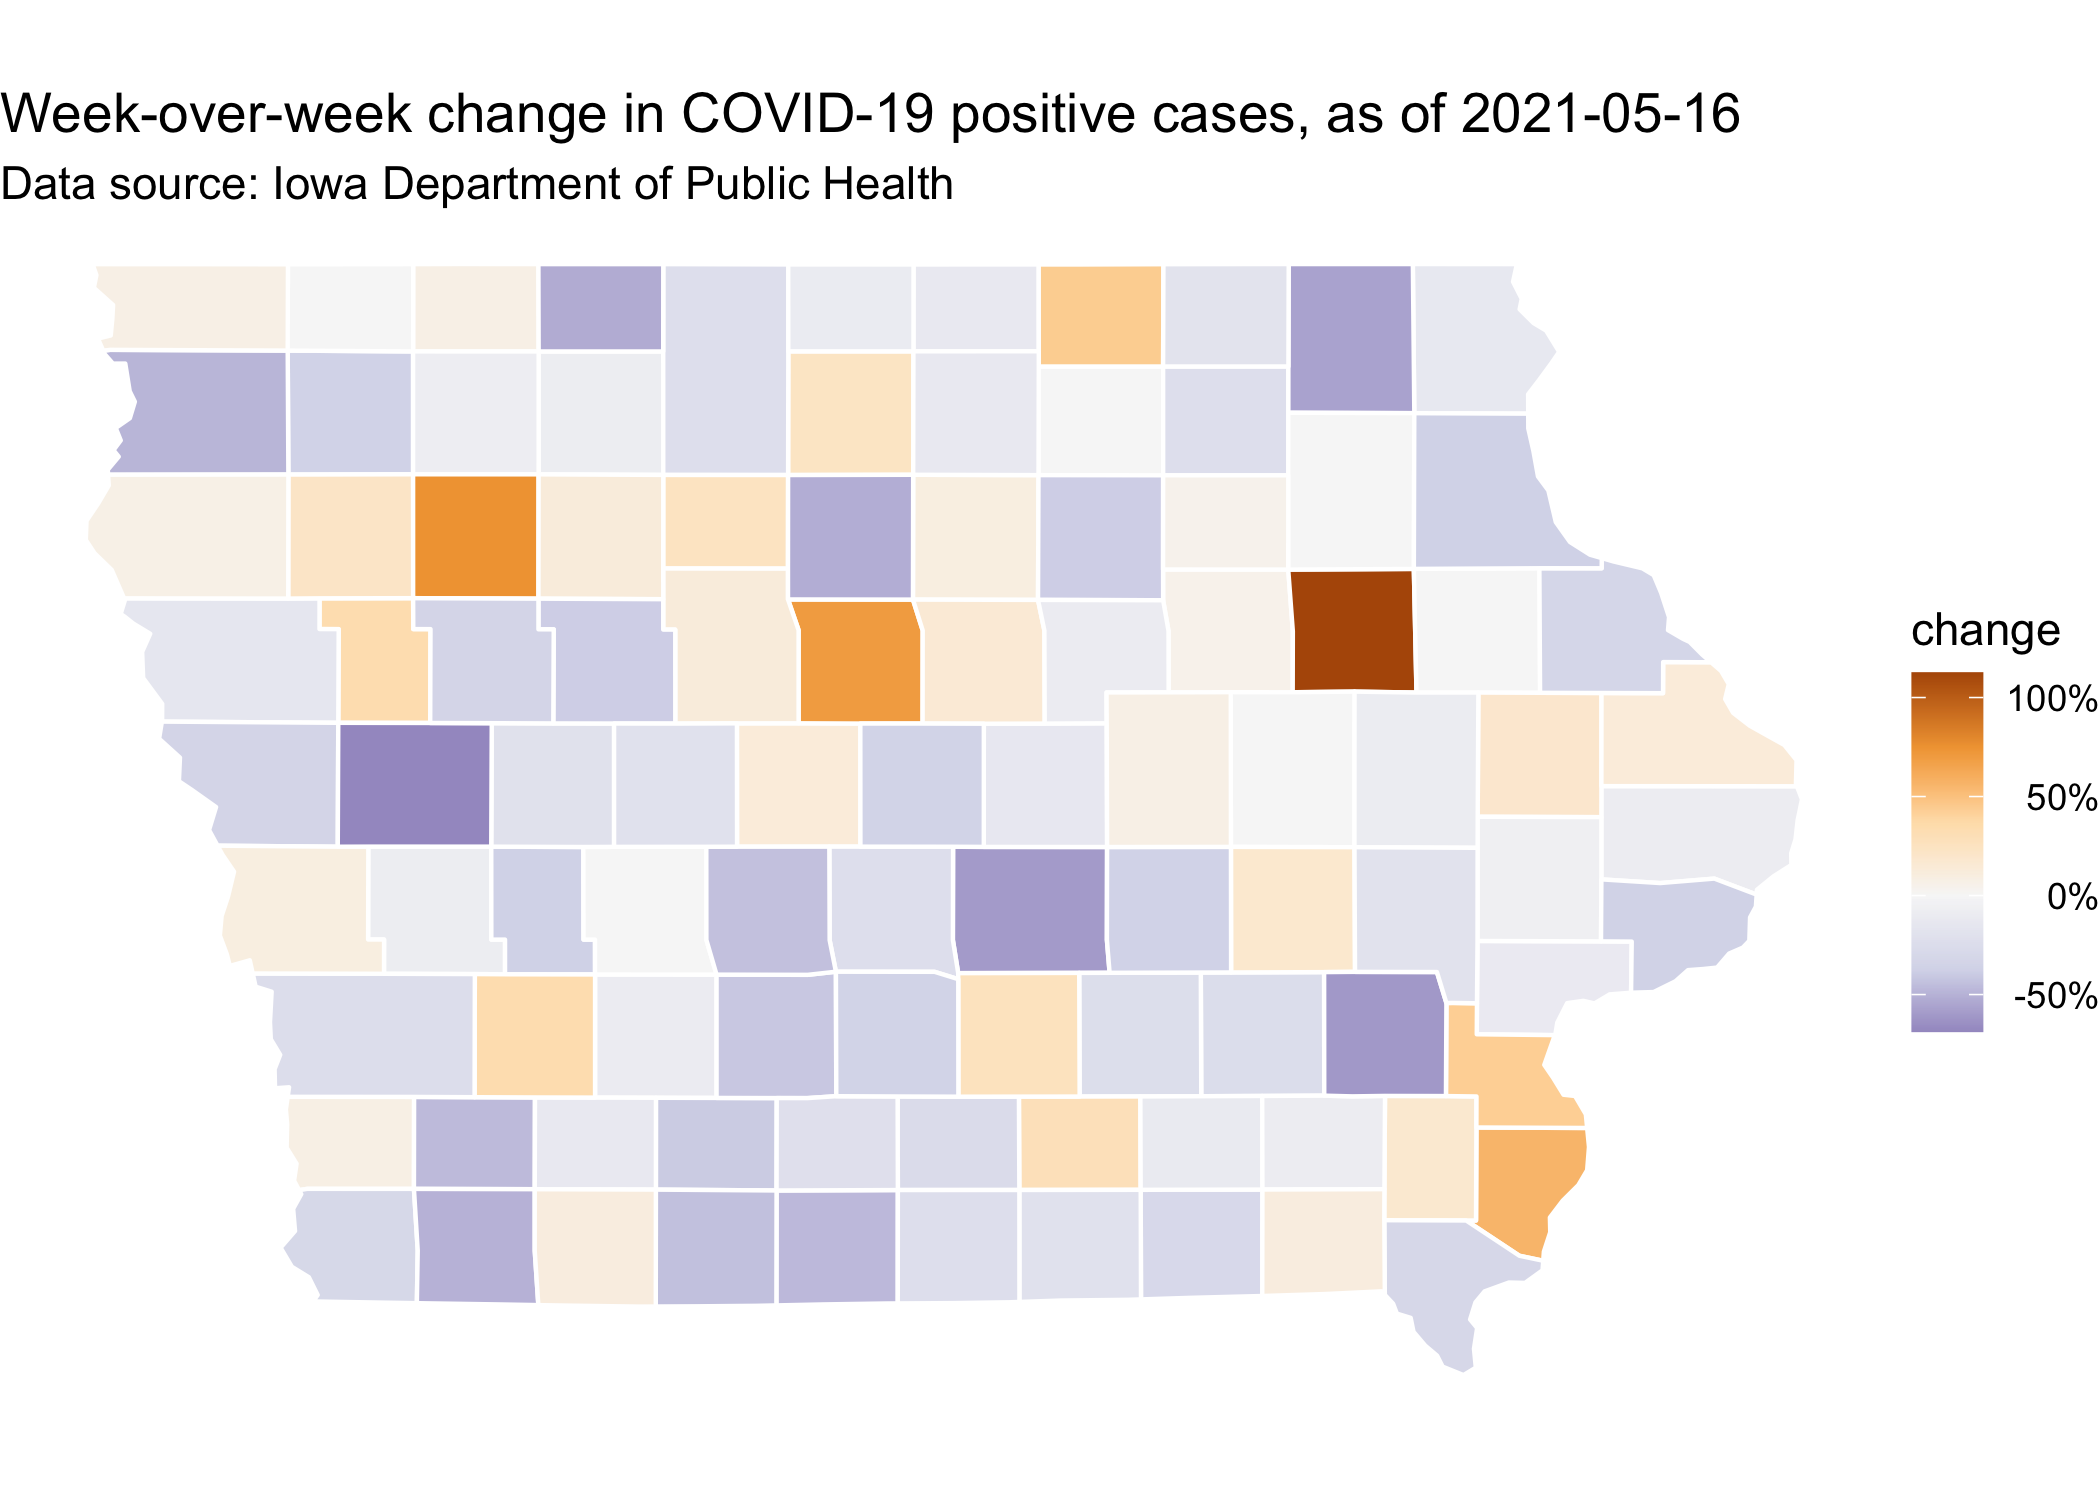 Week-over-week change in COVID-19 positive cases, as of 2021-05-16
Data source: Iowa Department of Public Health
change
100%
50%
0%
-50%